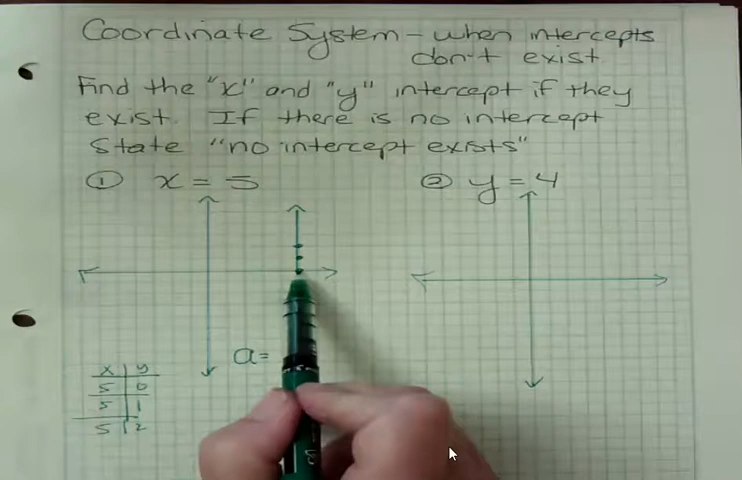 Coordinate System - when intercepts
don't exist.
Find the "x" and "y" intercept if they
exist. If there is no intercept
State "no intercept exists"
① x = 5
② y = 4
a =
x y
5 0
5 1
5 2